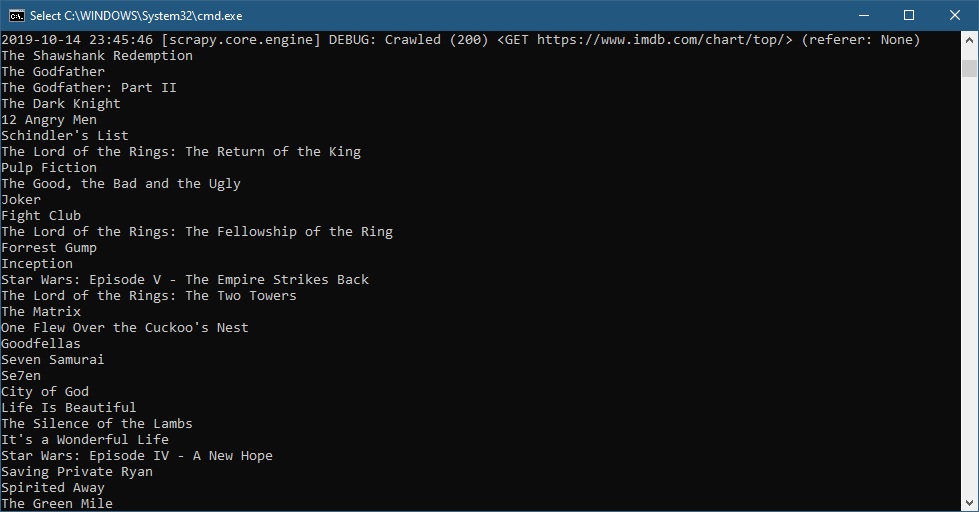 Select C:\WINDOWS\System32\cmd.exe
2019-10-14 23:45:46 [scrapy.core.engine] DEBUG: Crawled (200) <GET https://www.imdb.com/chart/top/> (referer: None)
The Shawshank Redemption
The Godfather
The Godfather: Part II
The Dark Knight
12 Angry Men
Schindler's List
The Lord of the Rings: The Return of the King
Pulp Fiction
The Good, the Bad and the Ugly
Joker
Fight Club
The Lord of the Rings: The Fellowship of the Ring
Forrest Gump
Inception
Star Wars: Episode V - The Empire Strikes Back
The Lord of the Rings: The Two Towers
The Matrix
One Flew Over the Cuckoo's Nest
Goodfellas
Seven Samurai
Se7en
City of God
Life Is Beautiful
The Silence of the Lambs
It's a Wonderful Life
Star Wars: Episode IV - A New Hope
Saving Private Ryan
Spirited Away
The Green Mile